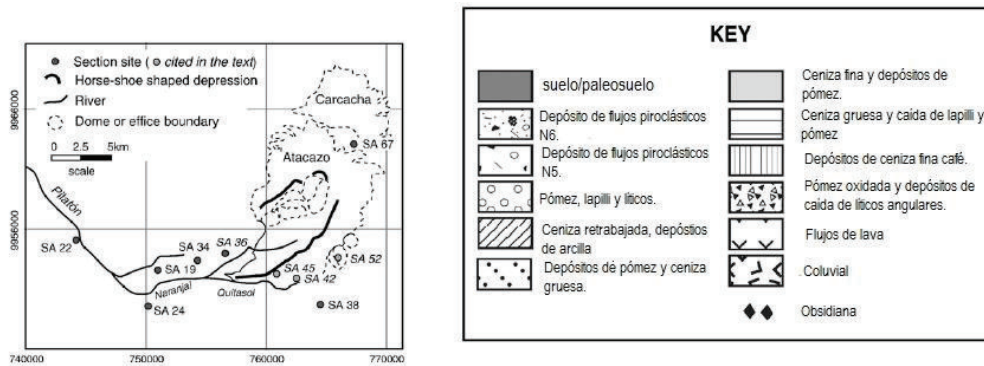 Section site ( cited in the text)
Horse-shoe shaped depression
River
Dome or effice boundary
0 2.5 5km
scale
Carcacha
Atacazo
SA 67
Pilatón
SA 22
SA 34
SA 36
SA 19
SA 52
SA 45
SA 42
Naranjal
Quitasol
SA 24
SA 38
9966000
9956000
740000
750000
760000
770000
KEY
suelo/paleosuelo
Depósito de flujos piroclásticos
N6.
Depósito de flujos piroclásticos
N5.
Pómez, lapilli y líticos.
Ceniza retrabajada, depóstios
de arcilla
Depósitos de pómez y ceniza
gruesa.
Ceniza fina y depósitos de
pómez.
Ceniza gruesa y caída de lapilli y
pómez
Depósitos de ceniza fina café.
Pómez oxidada y depósitos de
caida de líticos angulares.
Flujos de lava
Coluvial
Obsidiana